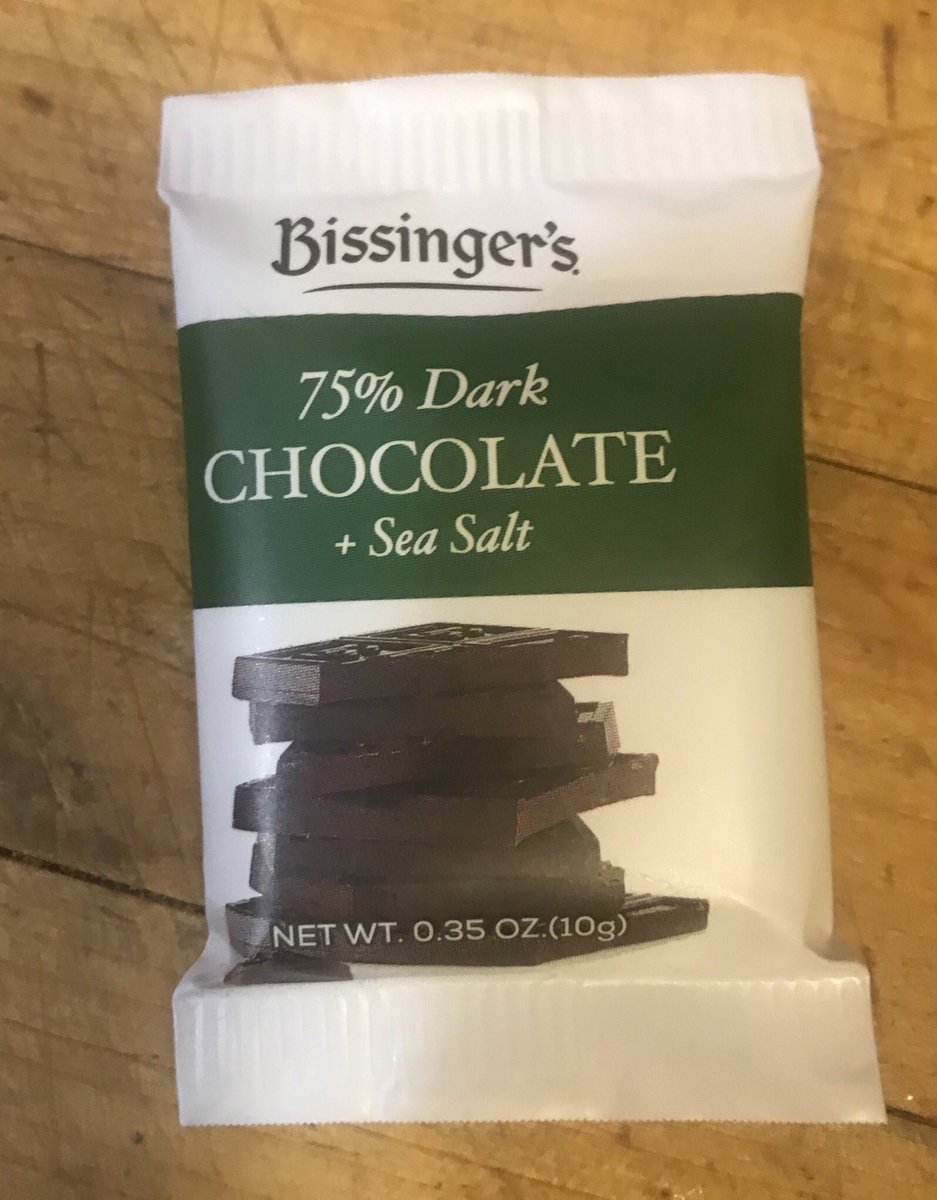 Bissinger's
75% Dark
CHOCOLATE
+ Sea Salt
NET WT. 0.35 OZ.(10g)